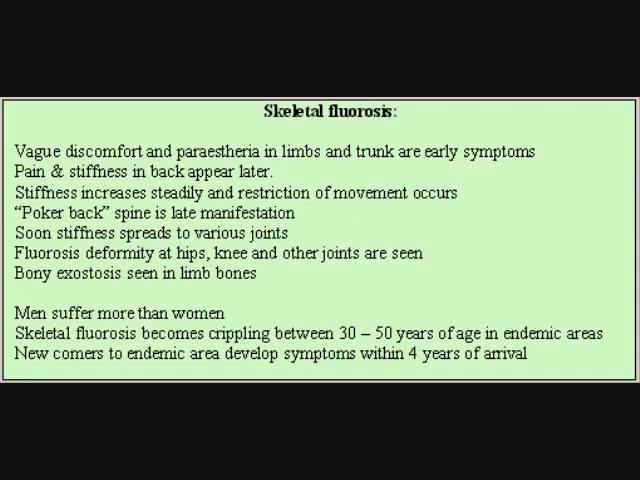 Skeletal fluorosis:
Vague discomfort and paraestheria in limbs and trunk are early symptoms
Pain & stiffness in back appear later.
Stiffness increases steadily and restriction of movement occurs
“Poker back” spine is late manifestation
Soon stiffness spreads to various joints
Fluorosis deformity at hips, knee and other joints are seen
Bony exostosis seen in limb bones
Men suffer more than women
Skeletal fluorosis becomes crippling between 30 – 50 years of age in endemic areas
New comers to endemic area develop symptoms within 4 years of arrival